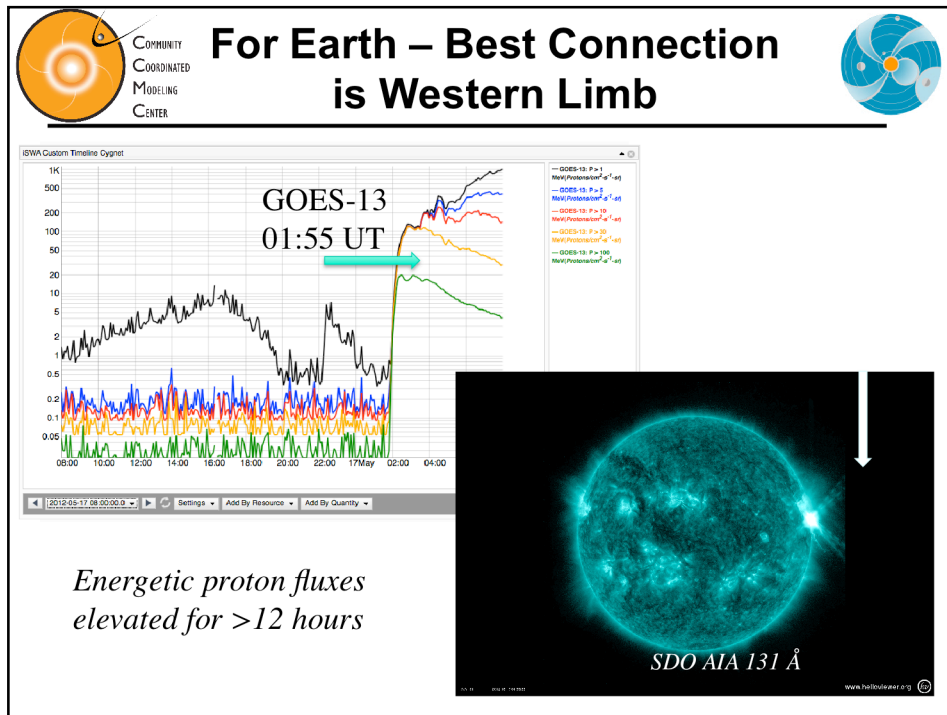 COMMUNITY
COORDINATED
MODELING
CENTER
For Earth – Best Connection
is Western Limb
iSWA Custom Timeline Cygnet
1K
500
200
100
50
20
10
5
2
1
0.5
0.2
0.1
0.05
GOES-13
01:55 UT
08:00 10:00 12:00 14:00 16:00 18:00 20:00 22:00 17May 02:00 04:00
GOES-13: P > 1
MeV(Protons/cm²-s⁻¹-sr)
GOES-13: P > 5
MeV(Protons/cm²-s⁻¹-sr)
GOES-13: P > 10
MeV(Protons/cm²-s⁻¹-sr)
GOES-13: P > 30
MeV(Protons/cm²-s⁻¹-sr)
GOES-13: P > 100
MeV(Protons/cm²-s⁻¹-sr)
2012-05-17 08:00:00.0 Settings Add By Resource Add By Quantity
Energetic proton fluxes
elevated for >12 hours
SDO AIA 131 Å
www.helioviewer.org